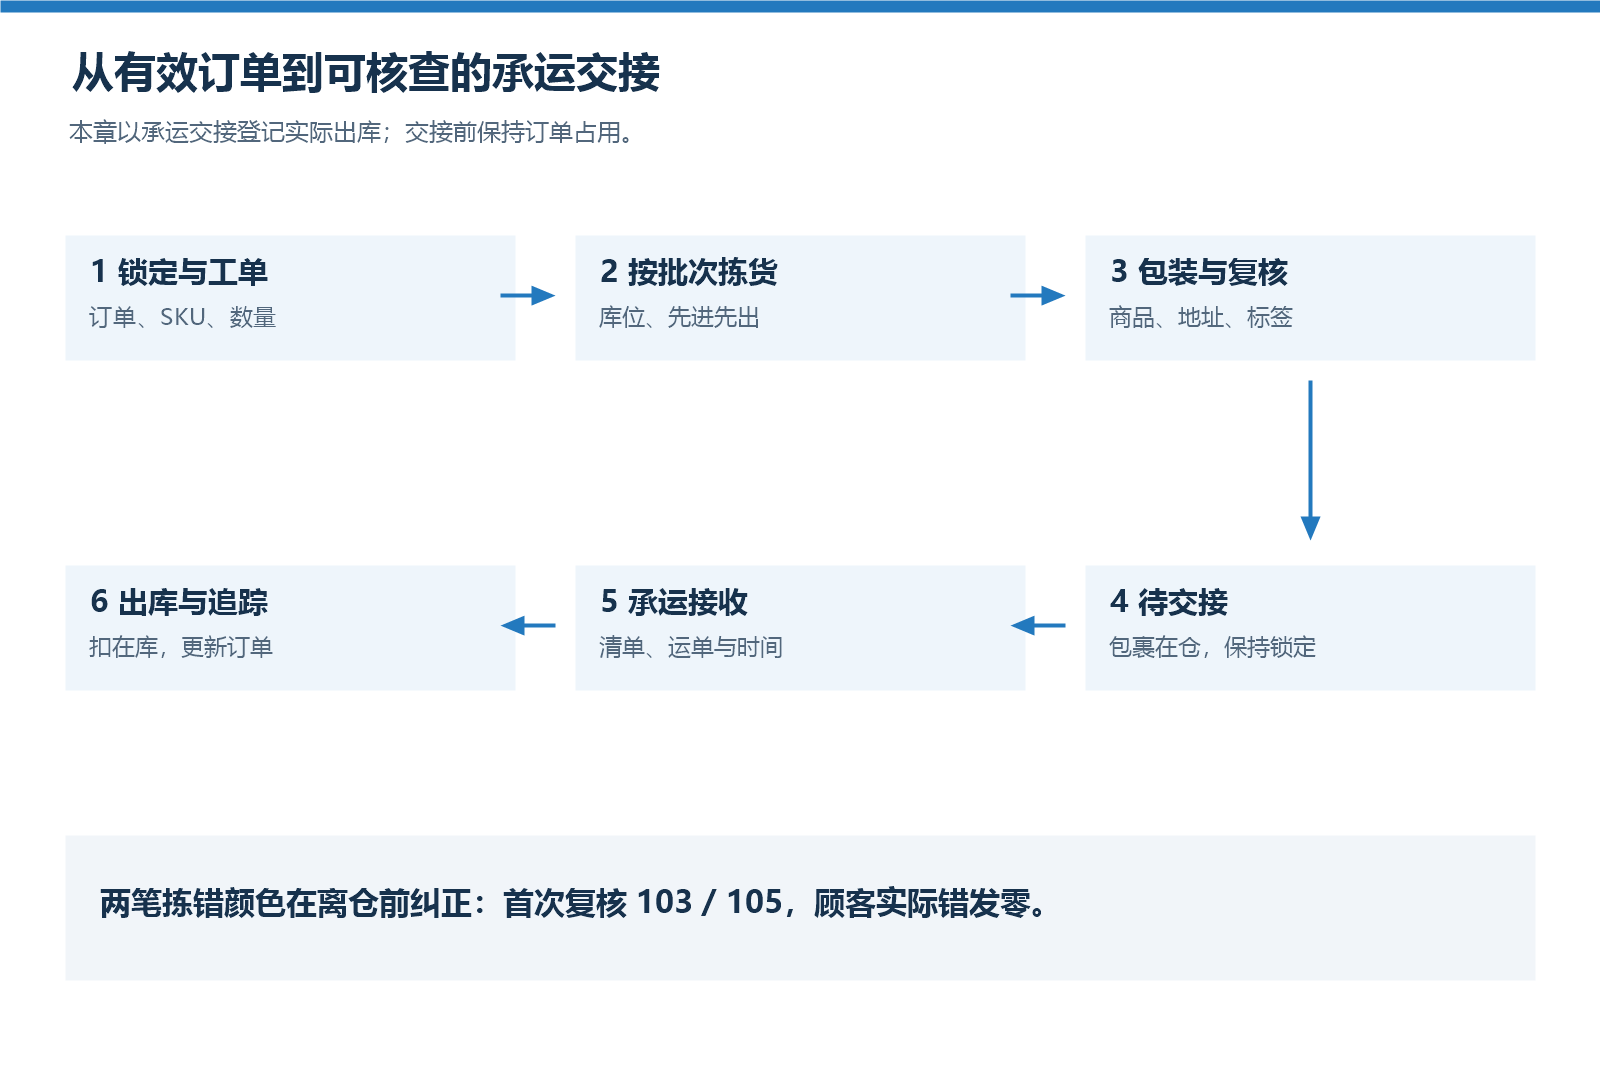 从有效订单到可核查的承运交接
本章以承运交接登记实际出库；交接前保持订单占用。
1 锁定与工单
订单、SKU、数量
2 按批次拣货
库位、先进先出
3 包装与复核
商品、地址、标签
4 待交接
包裹在仓，保持锁定
5 承运接收
清单、运单与时间
6 出库与追踪
扣在库，更新订单
两笔拣错颜色在离仓前纠正：首次复核 103 / 105，顾客实际错发零。